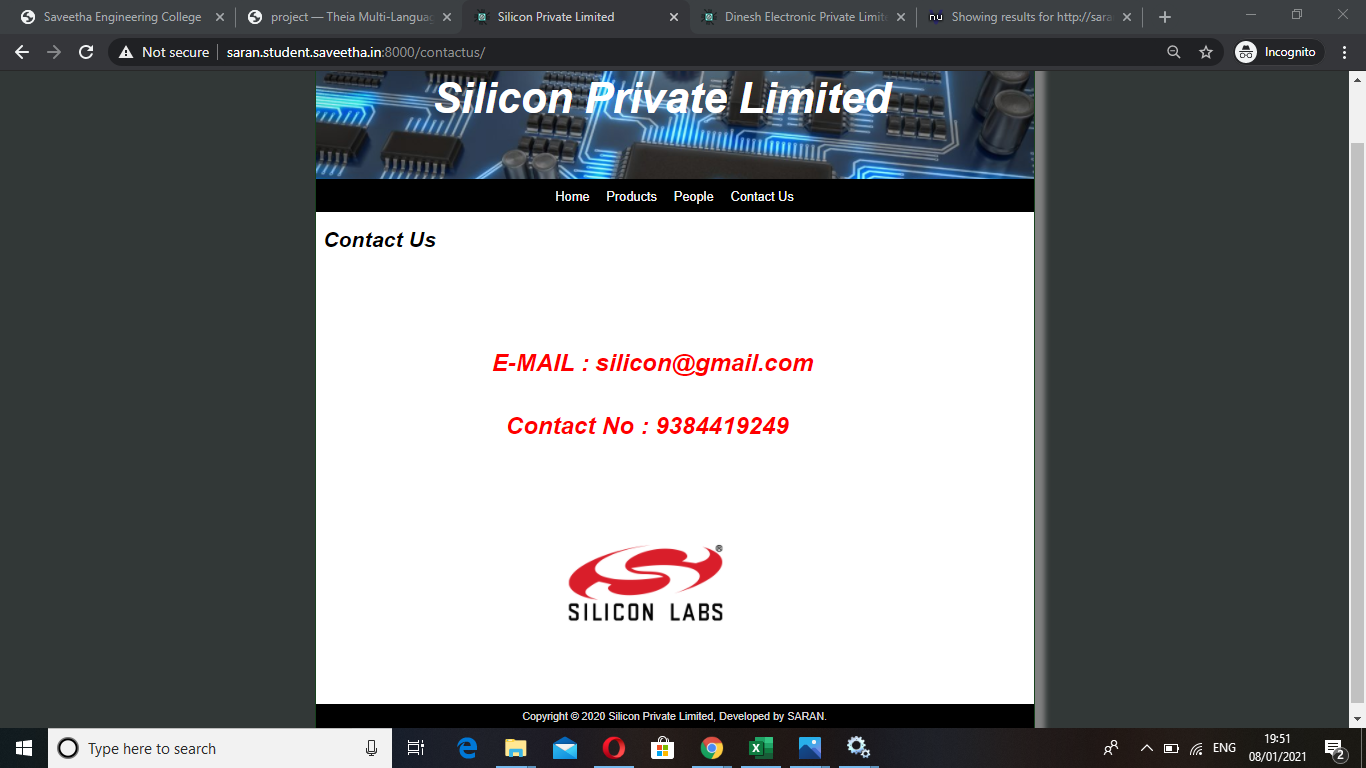 Saveetha Engineering College
project — Theia Multi-Langua
Silicon Private Limited
Dinesh Electronic Private Limit
Showing results for http://sara
Not secure
saran.student.saveetha.in:8000/contactus/
Incognito
Silicon Private Limited
Home Products People Contact Us
Contact Us
E-MAIL : silicon@gmail.com
Contact No : 9384419249
®
SILICON LABS
Copyright © 2020 Silicon Private Limited, Developed by SARAN.
Type here to search
ENG
19:51
08/01/2021
2